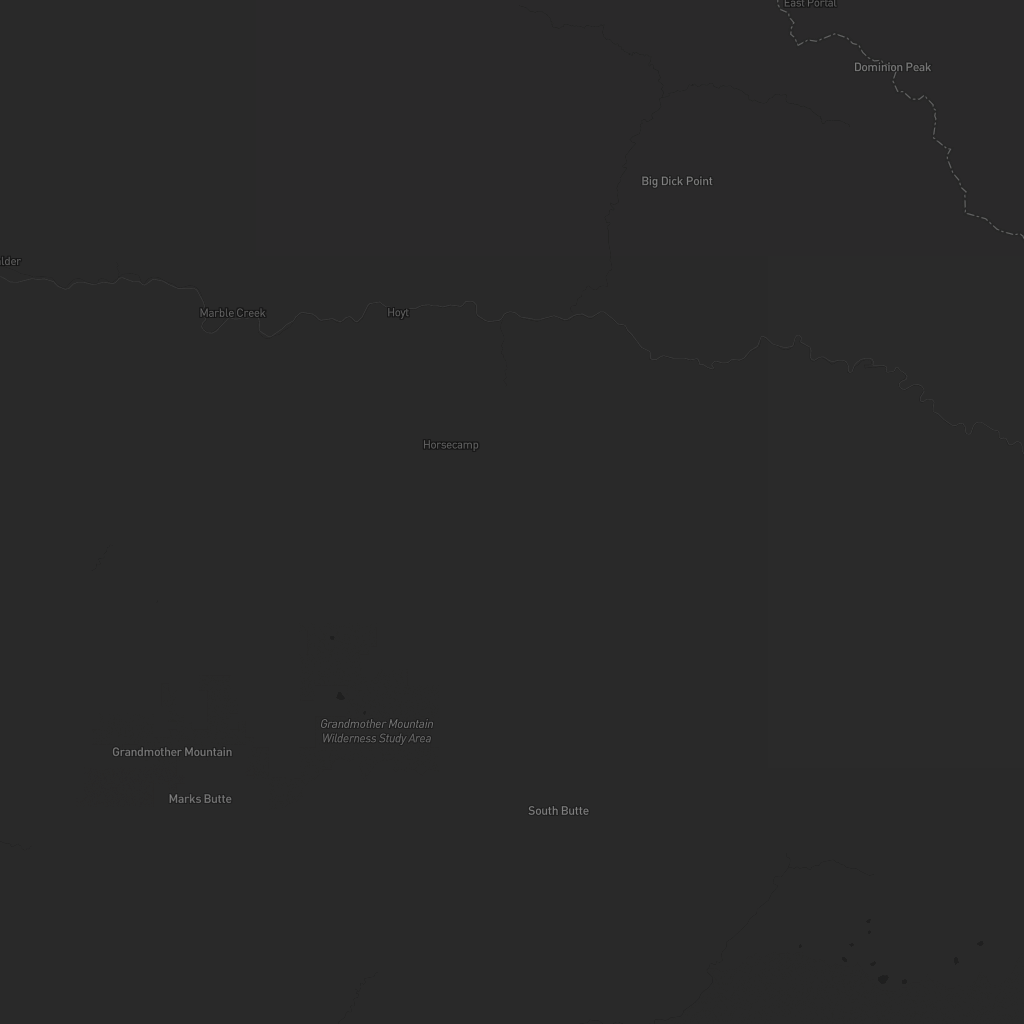 East Portal
Dominion Peak
Big Dick Point
lder
Marble Creek
Hoyt
Horsecamp
Grandmother Mountain
Wilderness Study Area
Grandmother Mountain
Marks Butte
South Butte